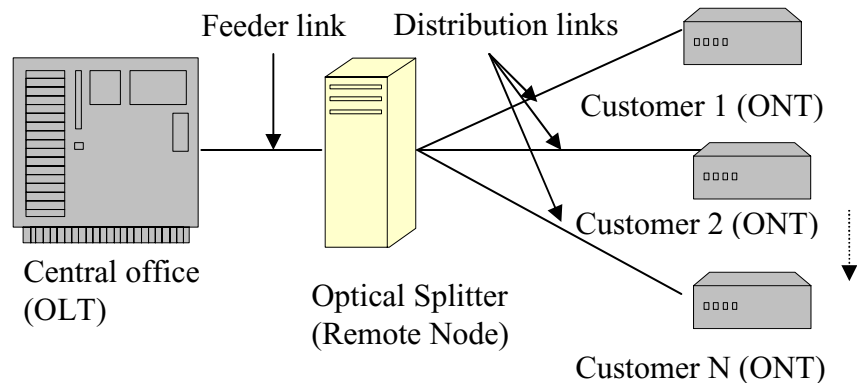 Feeder link
Distribution links
Customer 1 (ONT)
Customer 2 (ONT)
Central office
(OLT)
Optical Splitter
(Remote Node)
Customer N (ONT)